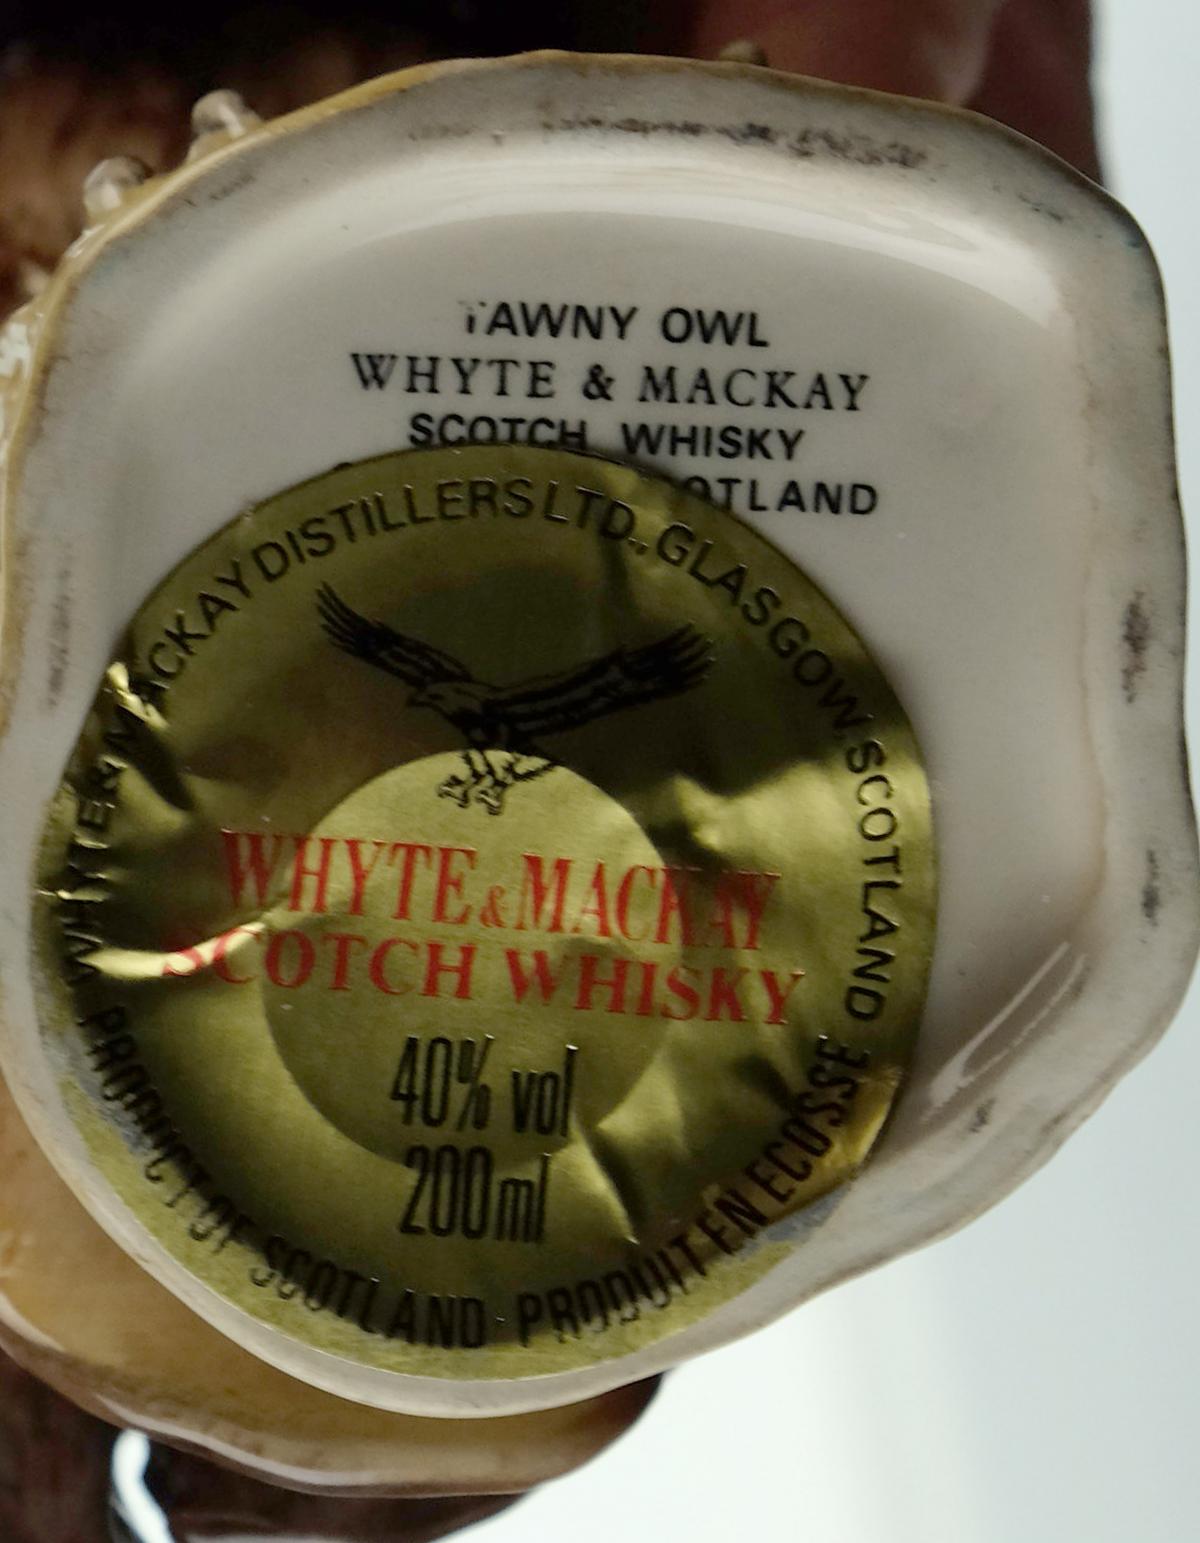 TAWNY OWL
WHYTE & MACKAY
SCOTCH WHISKY
WHYTE & MACKAY DISTILLERS LTD., GLASGOW, SCOTLAND
WHYTE & MACKAY
SCOTCH WHISKY
40% vol
200ml
PRODUCT OF SCOTLAND · PRODUIT EN ECOSSE